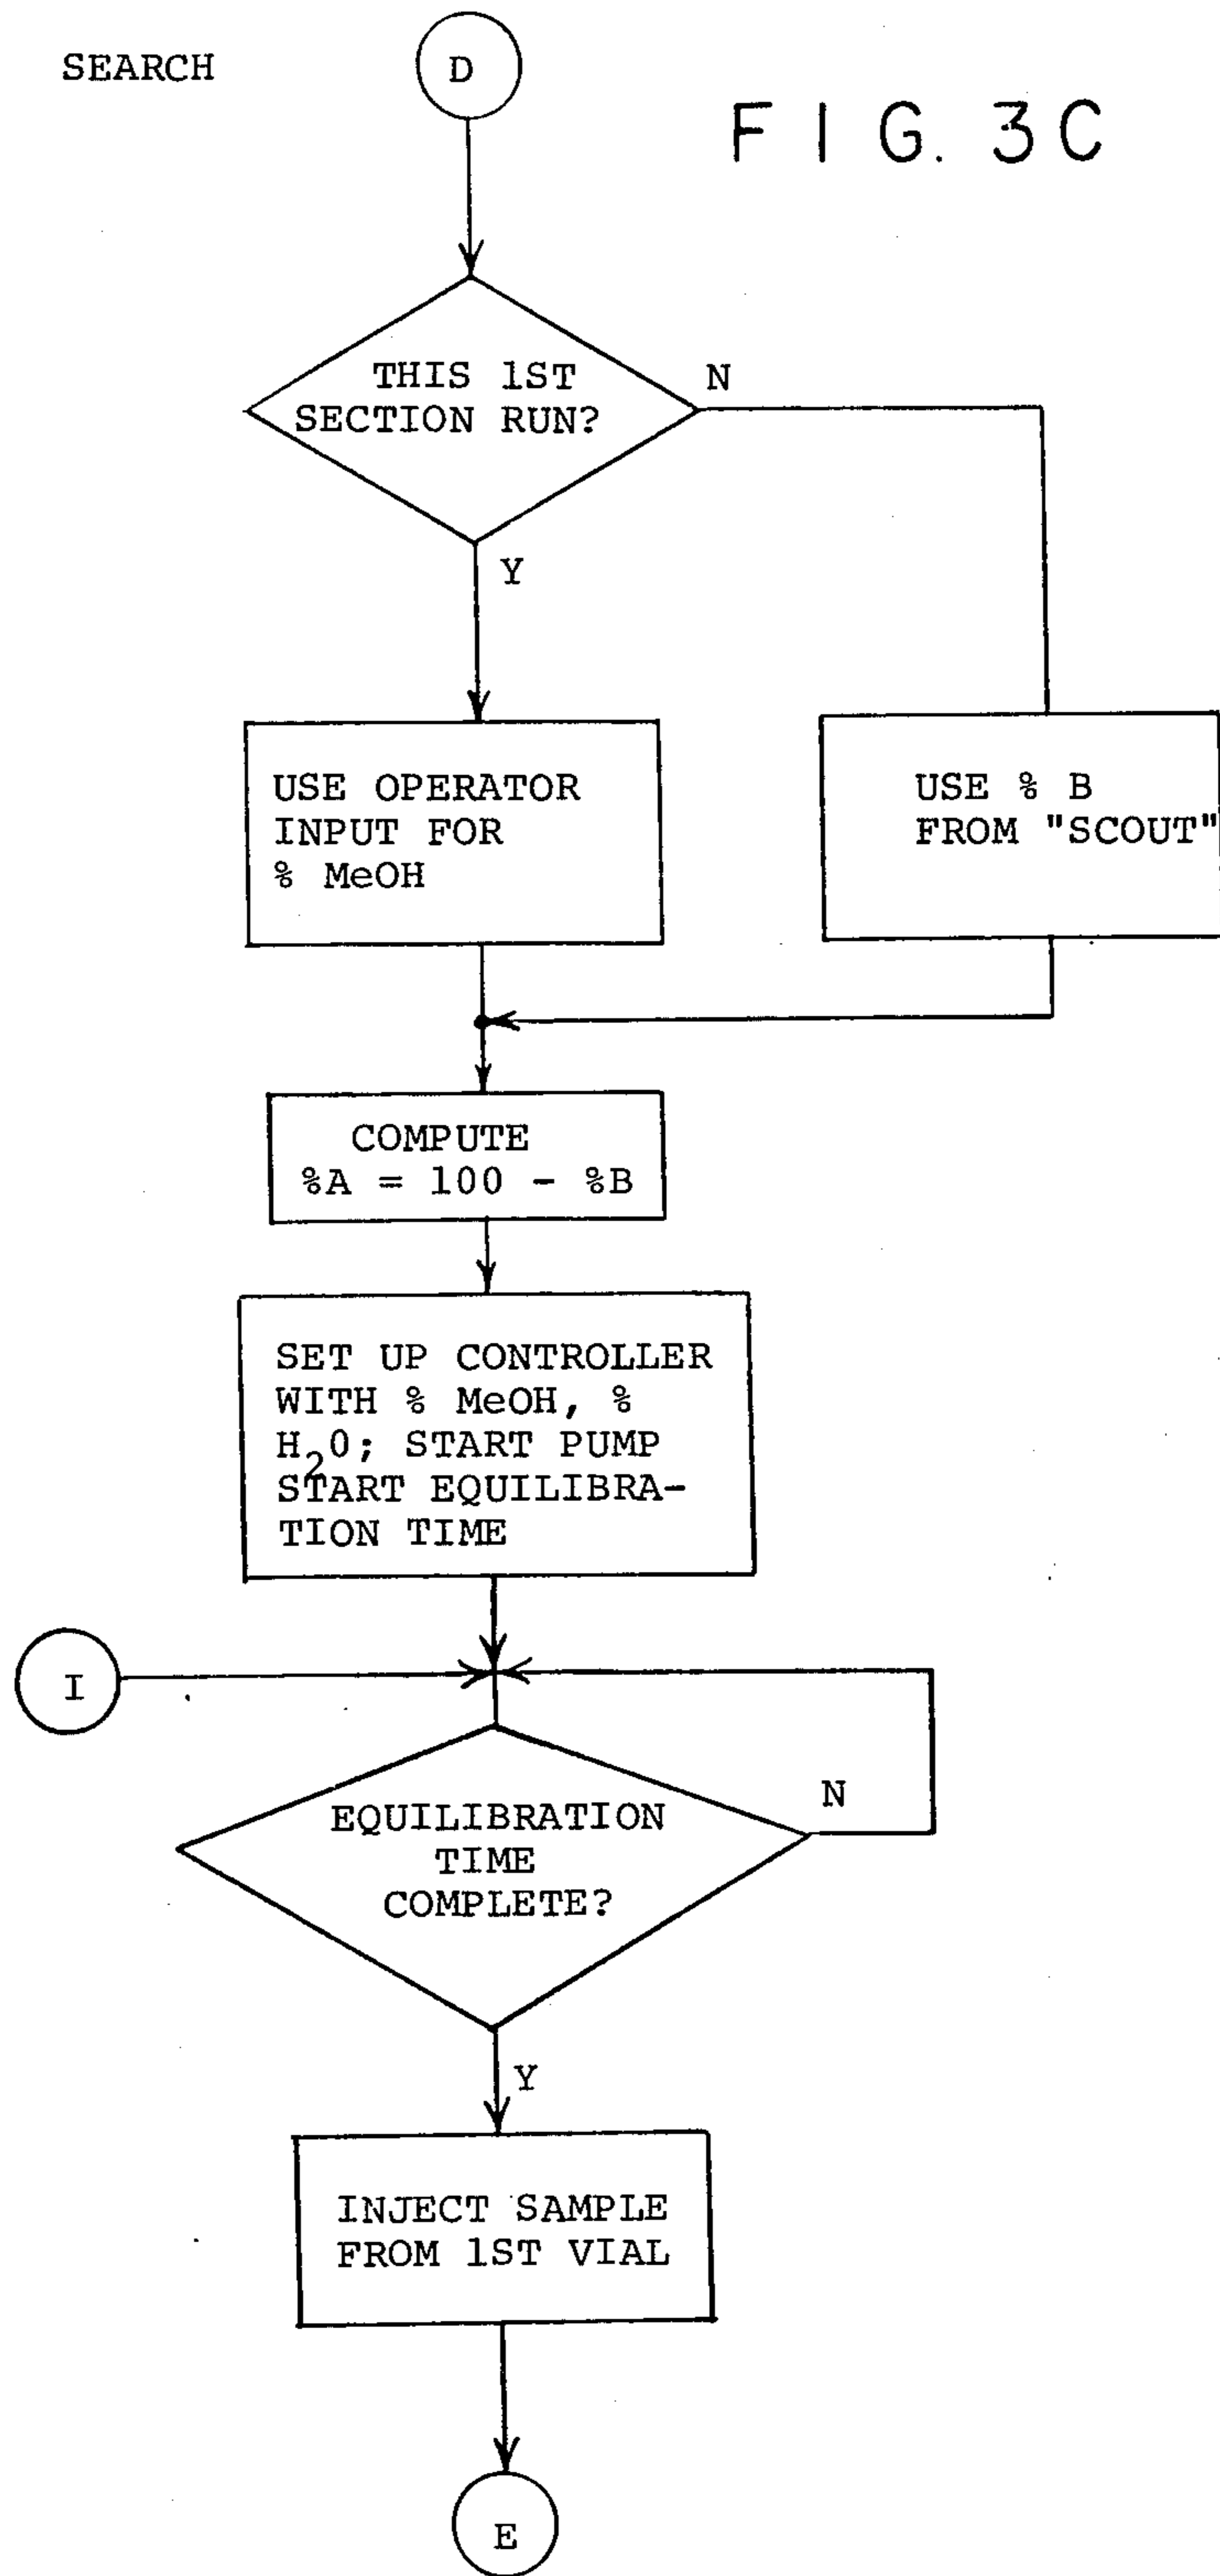 SEARCH
D
FIG. 3C
THIS 1ST
SECTION RUN?
N
Y
USE OPERATOR
INPUT FOR
% MeOH
USE % B
FROM "SCOUT"
COMPUTE
%A = 100 - %B
SET UP CONTROLLER
WITH % MeOH, %
H₂O; START PUMP
START EQUILIBRA-
TION TIME
I
EQUILIBRATION
TIME
COMPLETE?
N
Y
INJECT SAMPLE
FROM 1ST VIAL
E